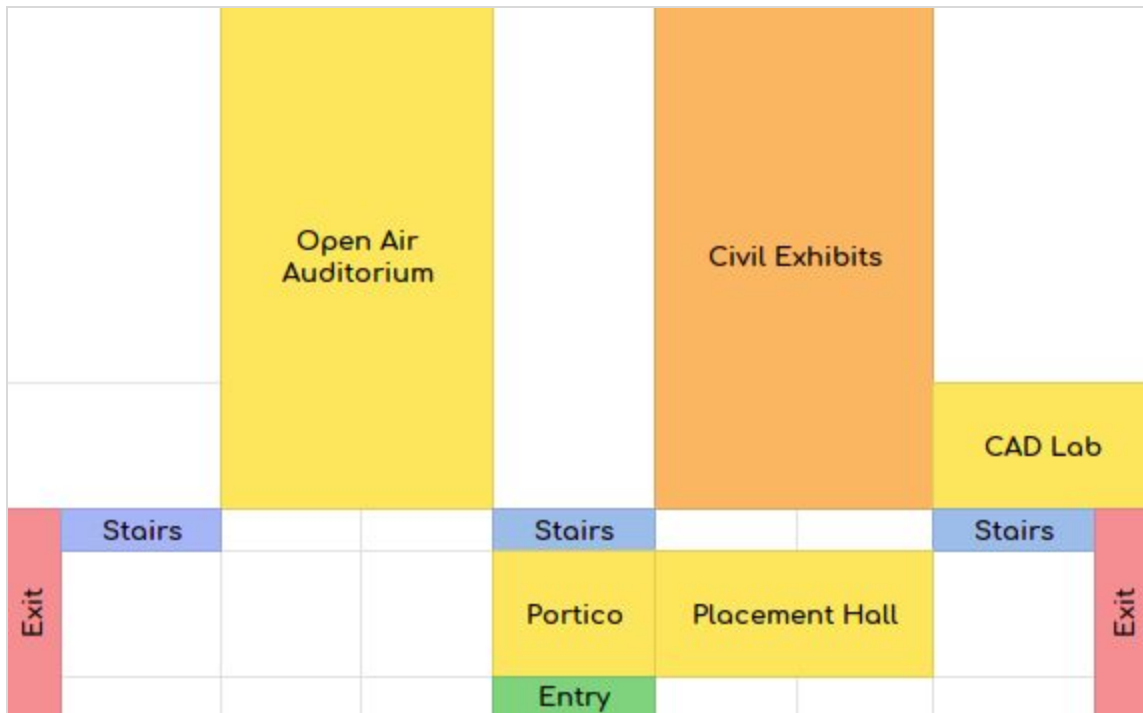 Open Air
Auditorium
Civil Exhibits
CAD Lab
Stairs
Stairs
Stairs
Exit
Portico
Placement Hall
Exit
Entry